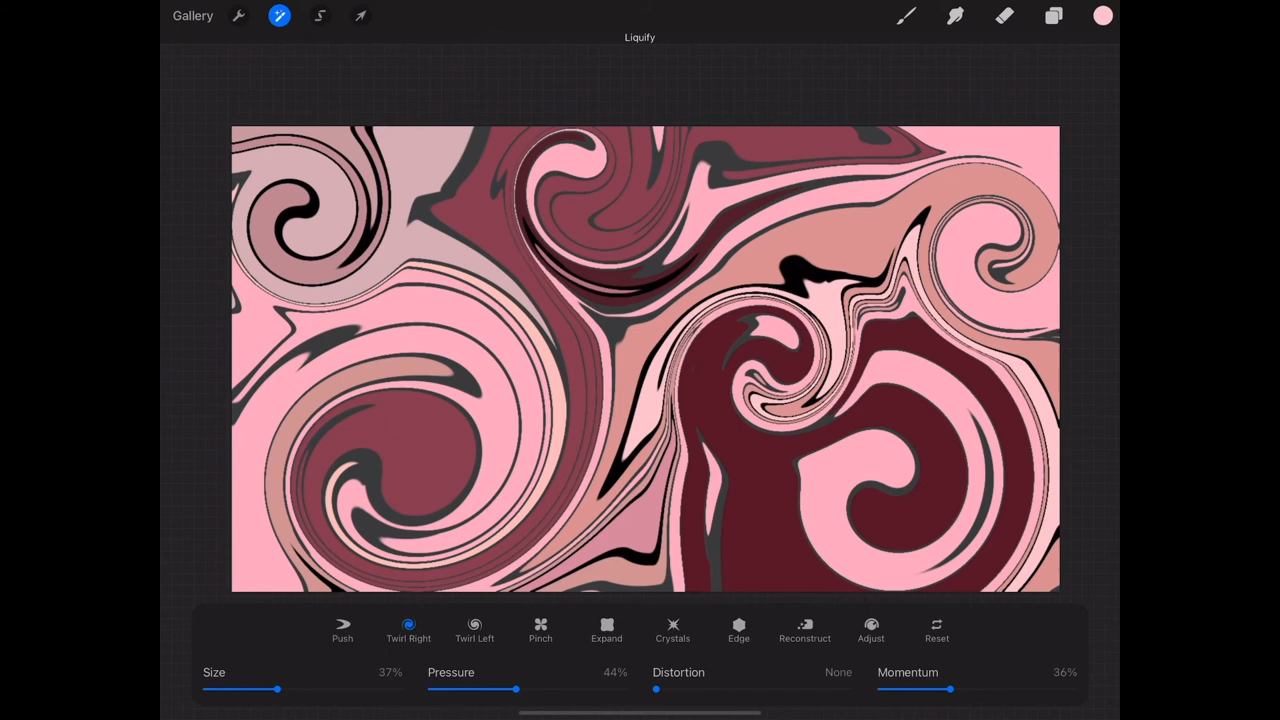 Gallery
Liquify
Push Twirl Right Twirl Left Pinch Expand Crystals Edge Reconstruct Adjust Reset
Size 37% Pressure 44% Distortion None Momentum 36%